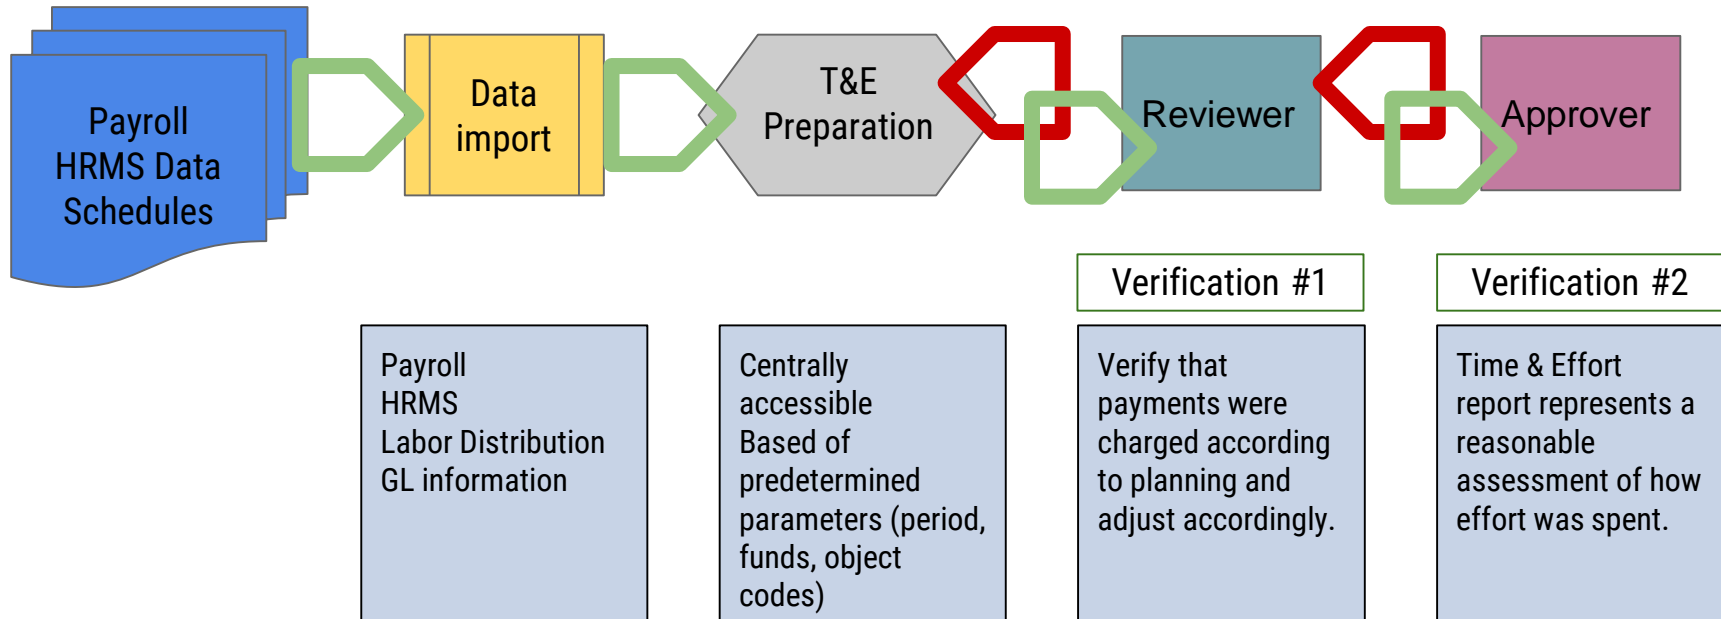 Payroll
HRMS Data
Schedules
Data
import
T&E
Preparation
Reviewer
Approver
Verification #1
Verification #2
Payroll
HRMS
Labor Distribution
GL information
Centrally
accessible
Based of
predetermined
parameters (period,
funds, object
codes)
Verify that
payments were
charged according
to planning and
adjust accordingly.
Time & Effort
report represents a
reasonable
assessment of how
effort was spent.